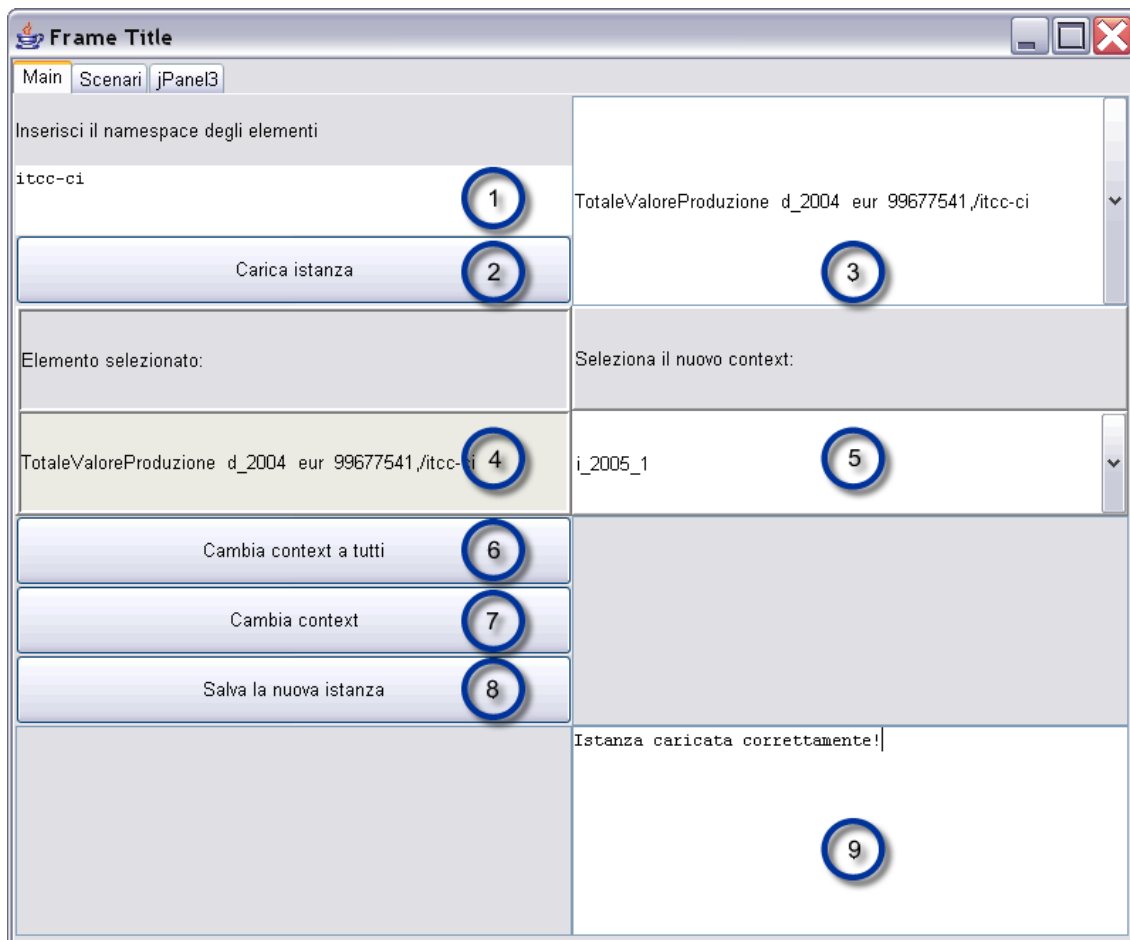 Frame Title
Main Scenari jPanel3
Inserisci il namespace degli elementi
itcc-ci
1
TotaleValoreProduzione d_2004 eur 99677541,/itcc-ci
Carica istanza
2
3
Elemento selezionato:
Seleziona il nuovo context:
TotaleValoreProduzione d_2004 eur 99677541,/itcc-ci
4
i_2005_1
5
Cambia context a tutti
6
Cambia context
7
Salva la nuova istanza
8
Istanza caricata correttamente!
9